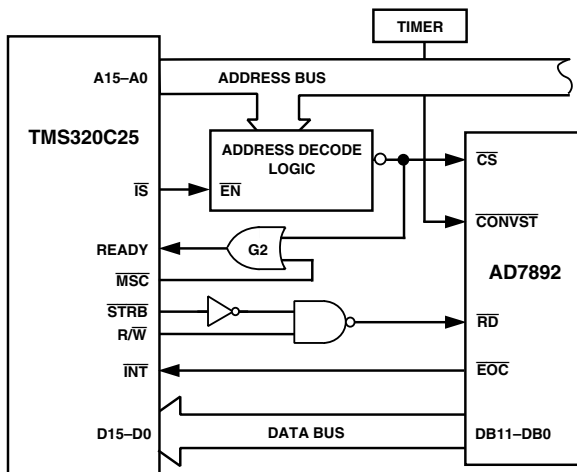 TIMER
A15–A0
ADDRESS BUS
TMS320C25
ADDRESS DECODE
LOGIC
CS
IS
EN
CONVST
READY
G2
AD7892
MSC
STRB
R/W
RD
INT
EOC
D15–D0
DATA BUS
DB11–DB0